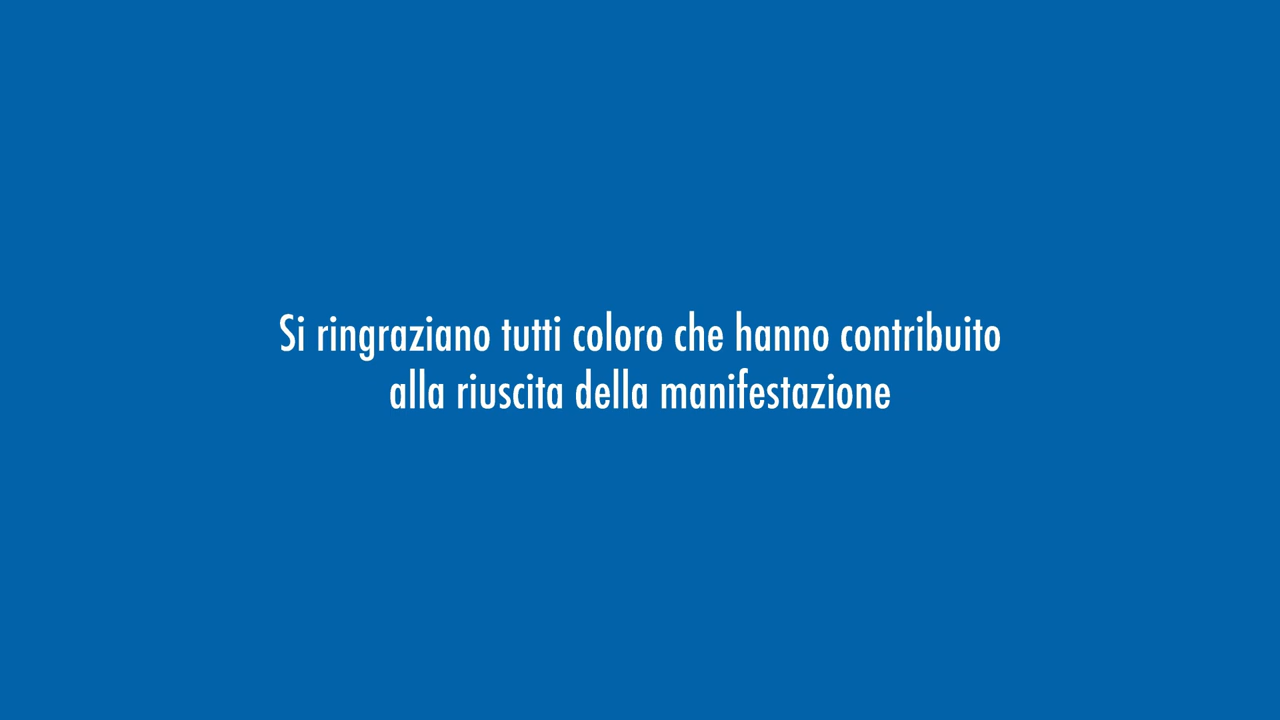 Si ringraziano tutti coloro che hanno contribuito
alla riuscita della manifestazione